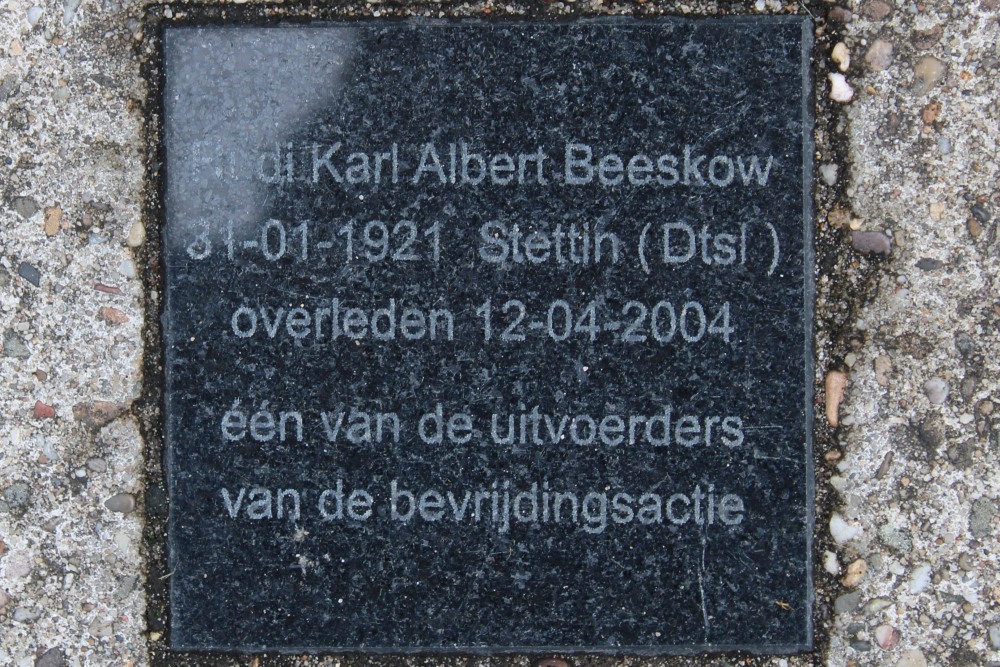 Karl Albert Beeskow
31-01-1921 Stettin (Dtsl)
overleden 12-04-2004
één van de uitvoerders
van de bevrijdingsactie